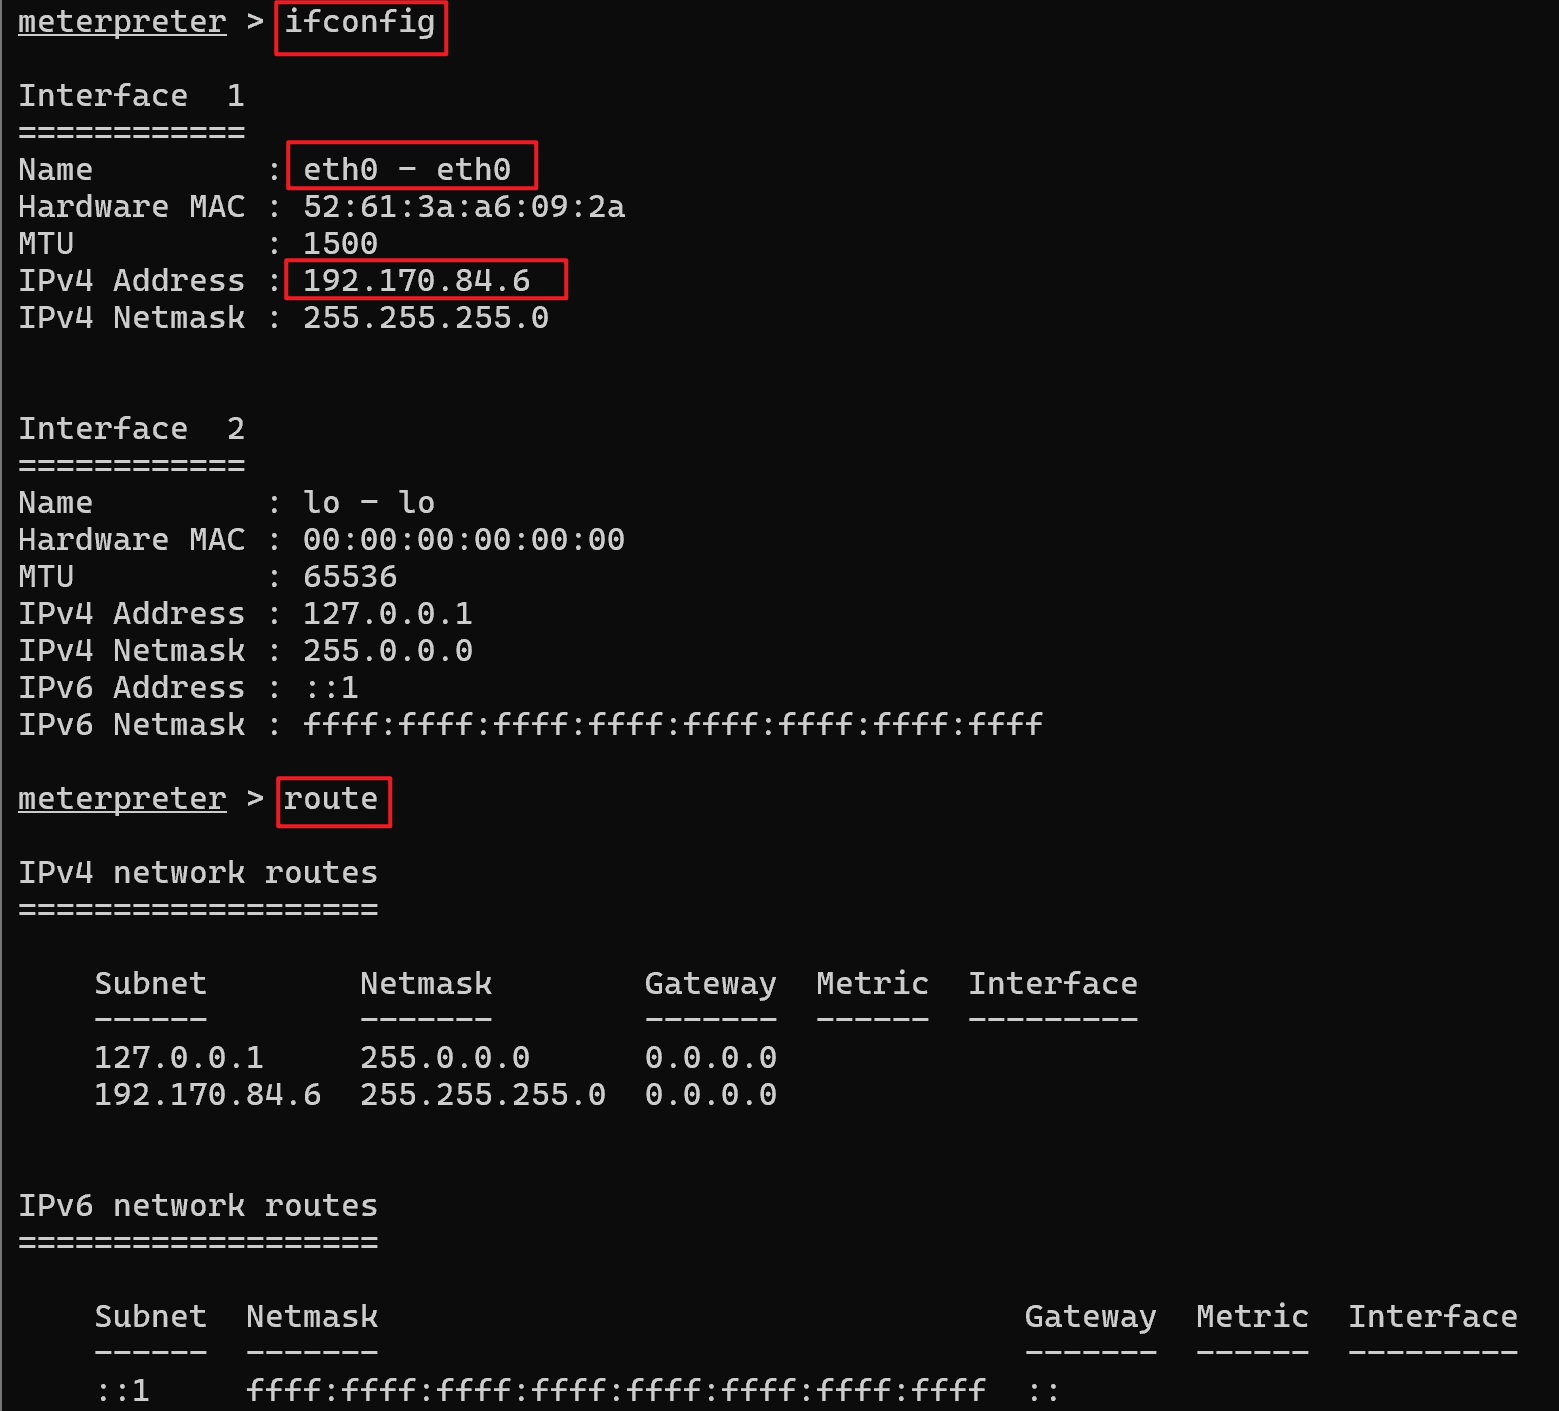 meterpreter > ifconfig
Interface  1
============
Name         : eth0 - eth0
Hardware MAC : 52:61:3a:a6:09:2a
MTU          : 1500
IPv4 Address : 192.170.84.6
IPv4 Netmask : 255.255.255.0
Interface  2
============
Name         : lo - lo
Hardware MAC : 00:00:00:00:00:00
MTU          : 65536
IPv4 Address : 127.0.0.1
IPv4 Netmask : 255.0.0.0
IPv6 Address : ::1
IPv6 Netmask : ffff:ffff:ffff:ffff:ffff:ffff:ffff:ffff
meterpreter > route
IPv4 network routes
===================
    Subnet        Netmask        Gateway  Metric  Interface
    ------        -------        -------  ------  ---------
    127.0.0.1     255.0.0.0      0.0.0.0
    192.170.84.6  255.255.255.0  0.0.0.0
IPv6 network routes
===================
    Subnet  Netmask                                  Gateway  Metric  Interface
    ------  -------                                  -------  ------  ---------
    ::1     ffff:ffff:ffff:ffff:ffff:ffff:ffff:ffff  ::